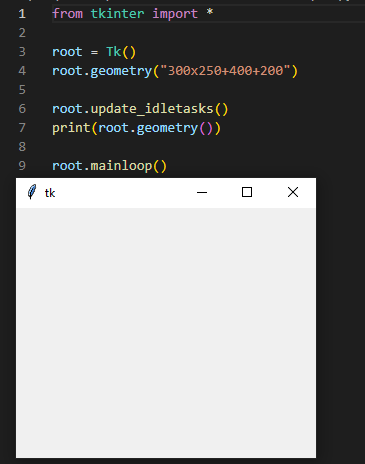 1 from tkinter import *
2
3 root = Tk()
4 root.geometry("300x250+400+200")
5
6 root.update_idletasks()
7 print(root.geometry())
8
9 root.mainloop()
tk